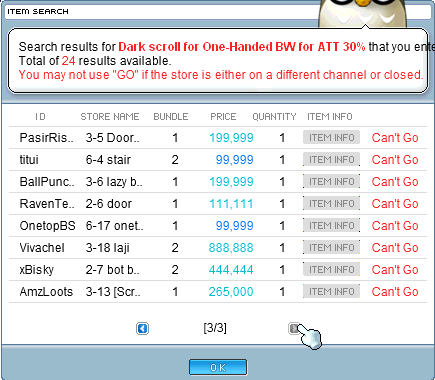 ITEM SEARCH
Search results for Dark scroll for One-Handed BW for ATT 30% that you ente
Total of 24 results available.
You may not use "GO" if the store is either on a different channel or closed.
ID STORE NAME BUNDLE PRICE QUANTITY ITEM INFO
PasirRis.. 3-5 Door.. 1 199,999 1 ITEM INFO Can't Go
titui 6-4 stair 2 99,999 1 ITEM INFO Can't Go
BallPunc.. 3-6 lazy b.. 1 199,999 1 ITEM INFO Can't Go
RavenTe.. 2-6 door 1 111,111 1 ITEM INFO Can't Go
OnetopBS 6-17 onet.. 1 99,999 1 ITEM INFO Can't Go
Vivachel 3-18 laji 2 888,888 1 ITEM INFO Can't Go
xBisky 2-7 bot b.. 2 444,444 1 ITEM INFO Can't Go
AmzLoots 3-13 [Scr.. 1 265,000 1 ITEM INFO Can't Go
[3/3]
OK